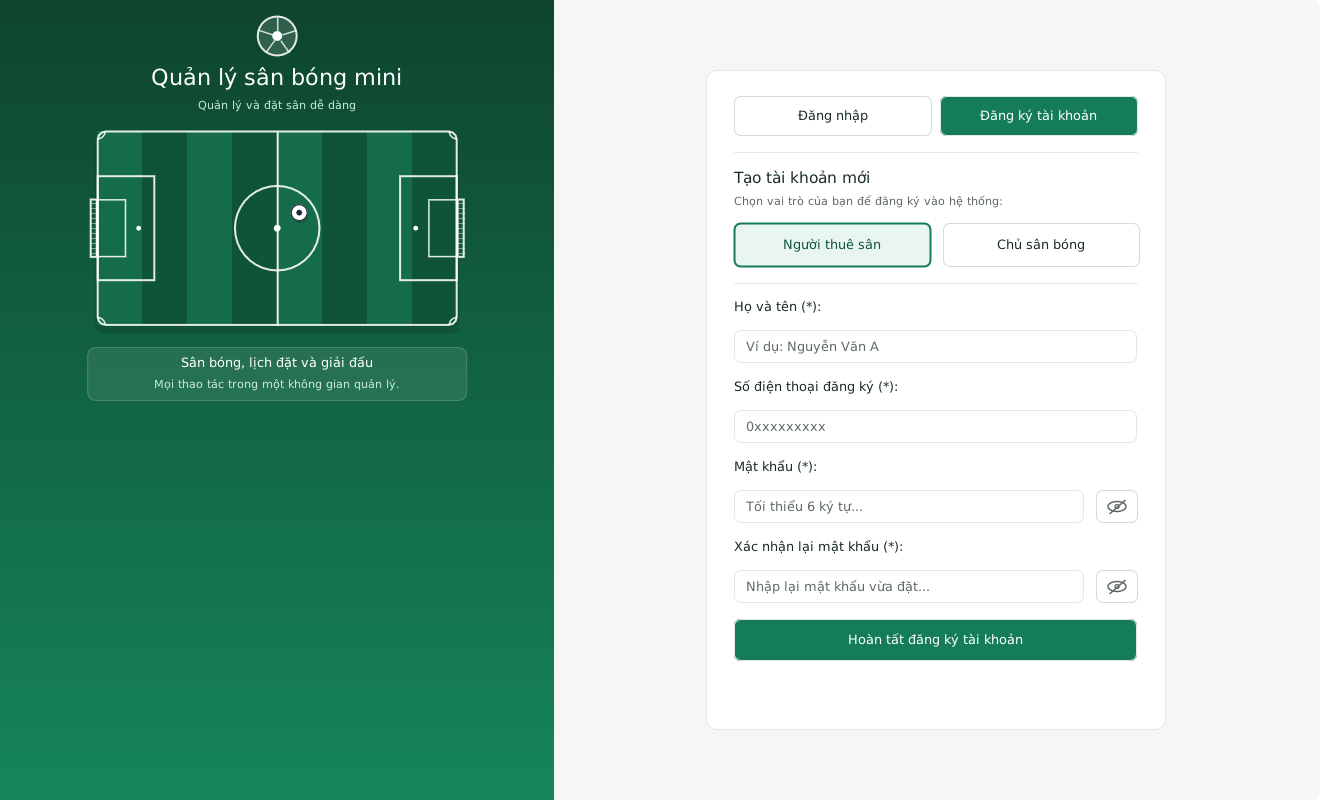 Quản lý sân bóng mini
Quản lý và đặt sân dễ dàng
Sân bóng, lịch đặt và giải đấu
Mọi thao tác trong một không gian quản lý.
Đăng nhập
Đăng ký tài khoản
Tạo tài khoản mới
Chọn vai trò của bạn để đăng ký vào hệ thống:
Người thuê sân
Chủ sân bóng
Họ và tên (*):
Ví dụ: Nguyễn Văn A
Số điện thoại đăng ký (*):
0xxxxxxxxx
Mật khẩu (*):
Tối thiểu 6 ký tự...
Xác nhận lại mật khẩu (*):
Nhập lại mật khẩu vừa đặt...
Hoàn tất đăng ký tài khoản